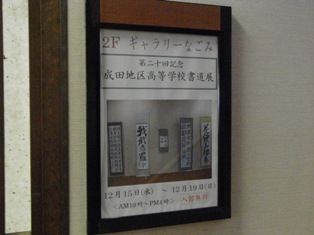 2F ギャラリーなごみ
第二十回記念
成田地区高等学校書道展
12月15日(水) ～ 12月19日(日)
<AM10時～PM4時> 入館無料